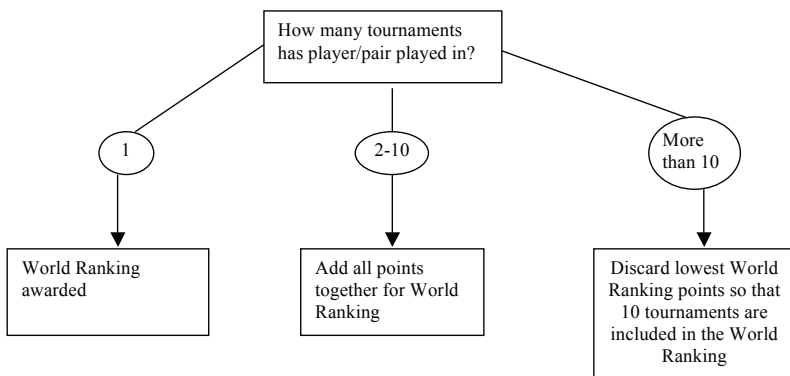 How many tournaments
has player/pair played in?
1
2-10
More
than 10
World Ranking
awarded
Add all points
together for World
Ranking
Discard lowest World
Ranking points so that
10 tournaments are
included in the World
Ranking